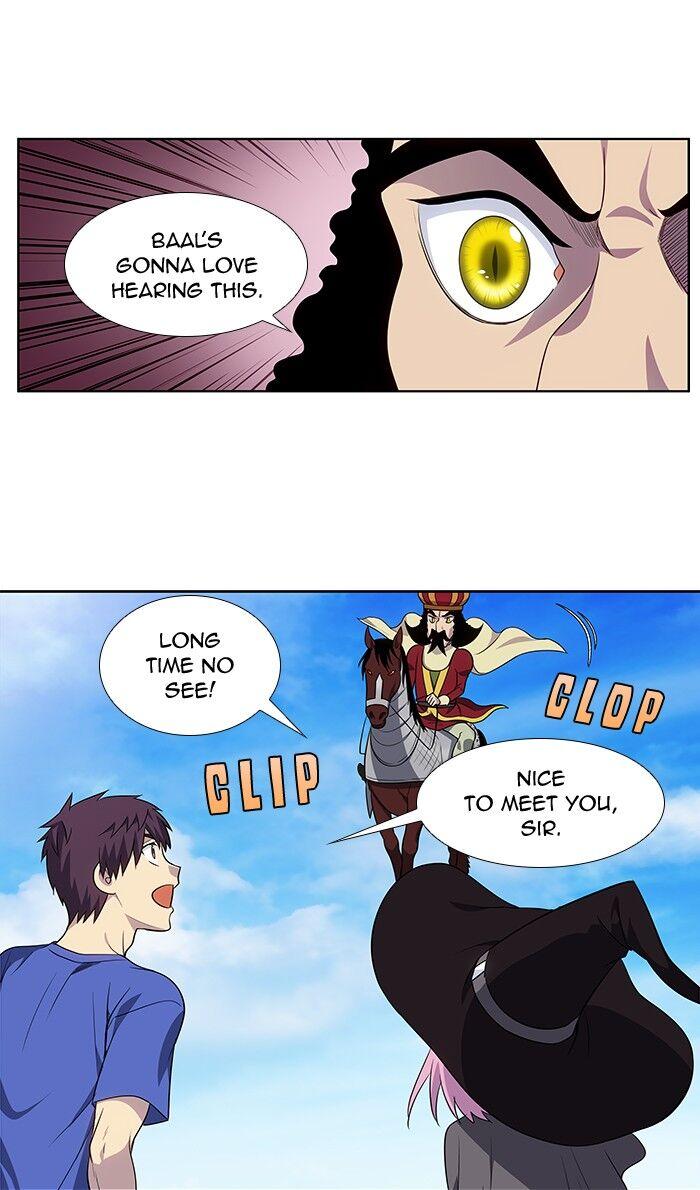 BAAL'S
GONNA LOVE
HEARING THIS.
LONG
TIME NO
SEE!
CLOP
CLIP
NICE
TO MEET YOU,
SIR.